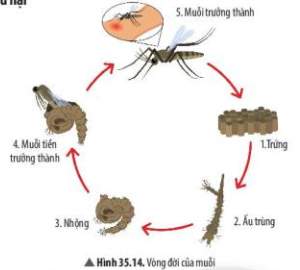 5. Muỗi trưởng thành
1.Trứng
2. Ấu trùng
3. Nhộng
4. Muỗi tiền
trưởng thành
▲ Hình 35.14. Vòng đời của muỗi